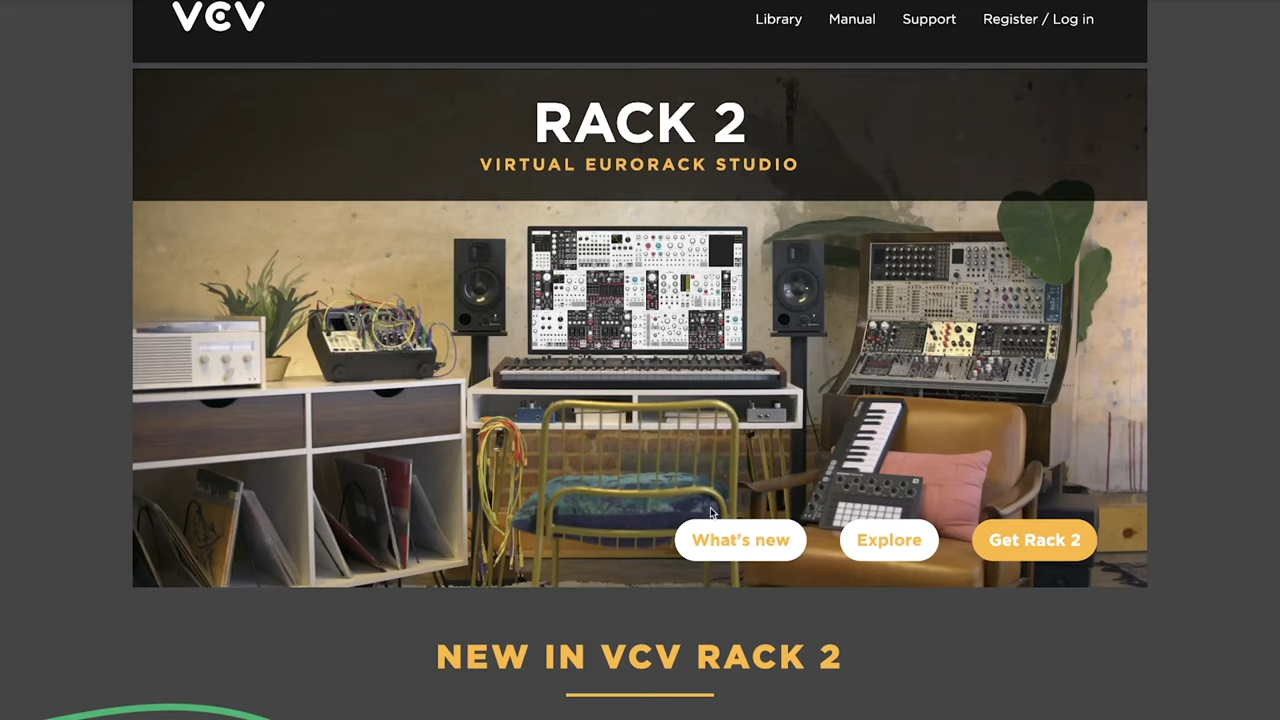 VCV
Library Manual Support Register / Log in
RACK 2
VIRTUAL EURORACK STUDIO
What's new Explore Get Rack 2
NEW IN VCV RACK 2